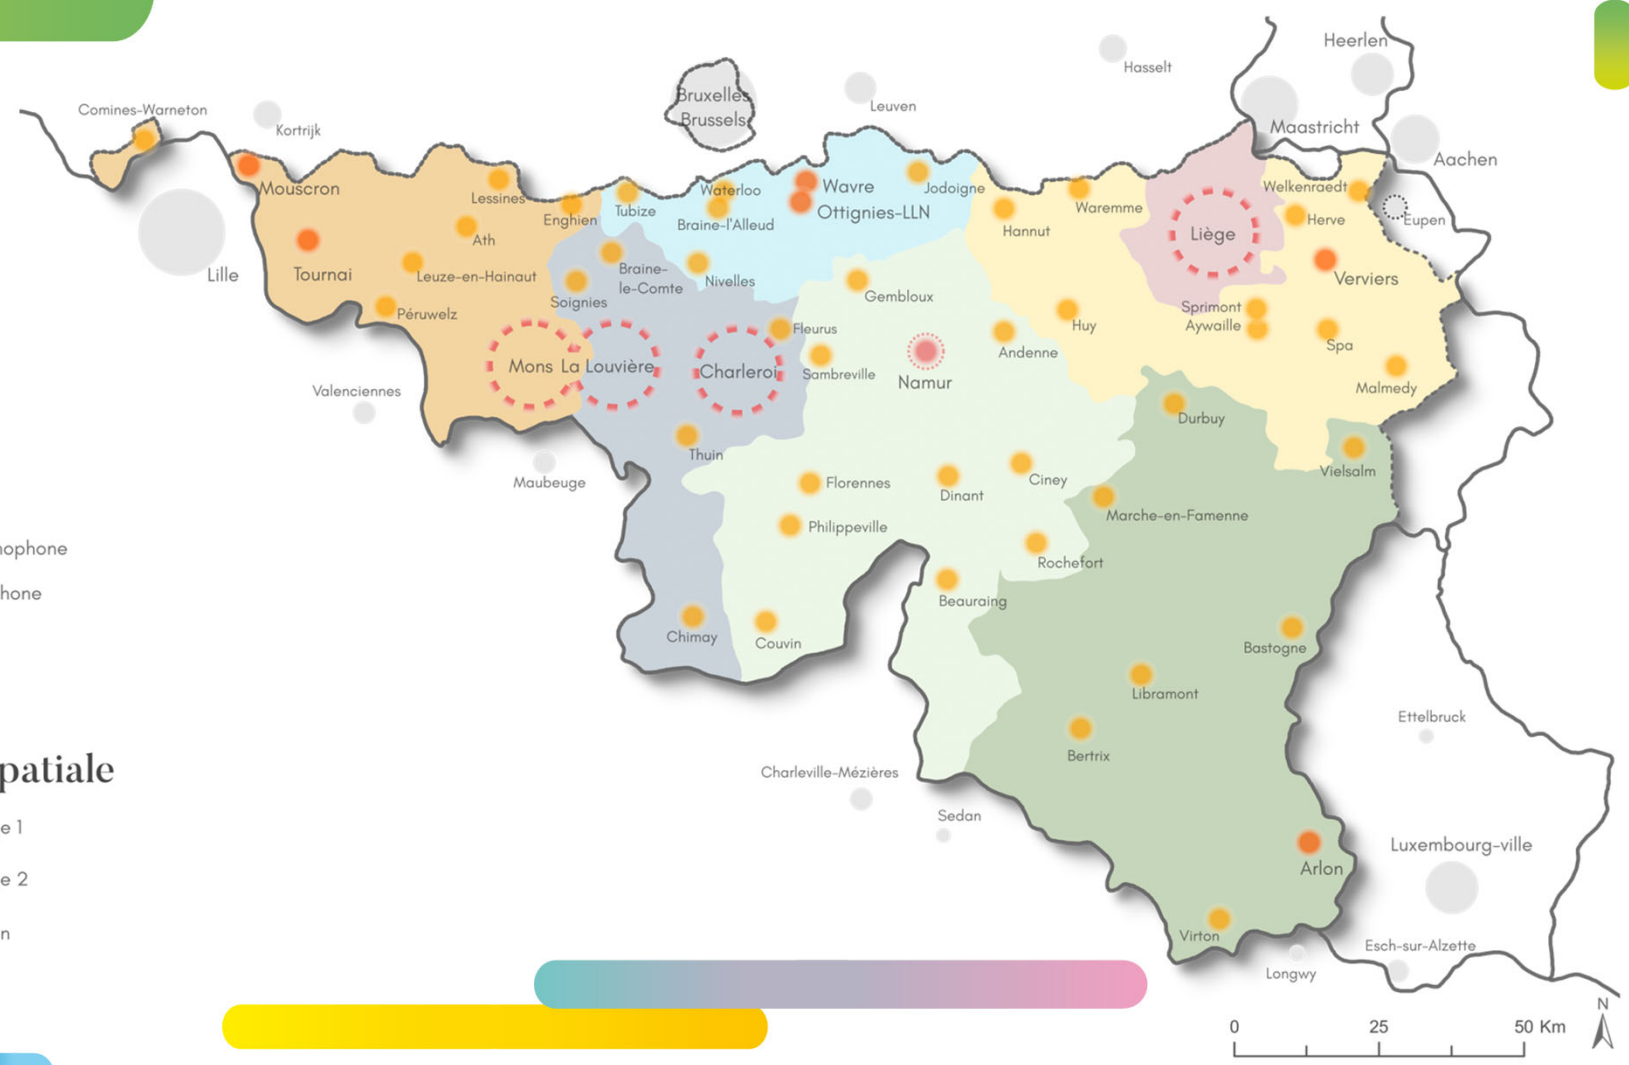 Heerlen
Hasselt
Bruxelles
Brussels
Leuven
Comines-Warneton
Kortrijk
Maastricht
Aachen
Mouscron
Lessines
Enghien
Tubize
Waterloo
Braine-l'Alleud
Wavre
Ottignies-LLN
Jodoigne
Waremme
Hannut
Liège
Welkenraedt
Herve
Eupen
Verviers
Lille
Tournai
Ath
Leuze-en-Hainaut
Péruwelz
Soignies
Braine-
le-Comte
Nivelles
Gembloux
Fleurus
Sambreville
Namur
Andenne
Huy
Sprimont
Aywaille
Spa
Malmedy
Mons
La Louvière
Charleroi
Valenciennes
Maubeuge
Thuin
Florennes
Philippeville
Dinant
Ciney
Durbuy
Marche-en-Famenne
Vielsalm
Rochefort
Beauraing
Chimay
Couvin
Bastogne
Libramont
Bertrix
Ettelbruck
Charleville-Mézières
Sedan
Arlon
Luxembourg-ville
Virton
Esch-sur-Alzette
Longwy
nophone
hone
patiale
e 1
e 2
n
N
0 25 50 Km